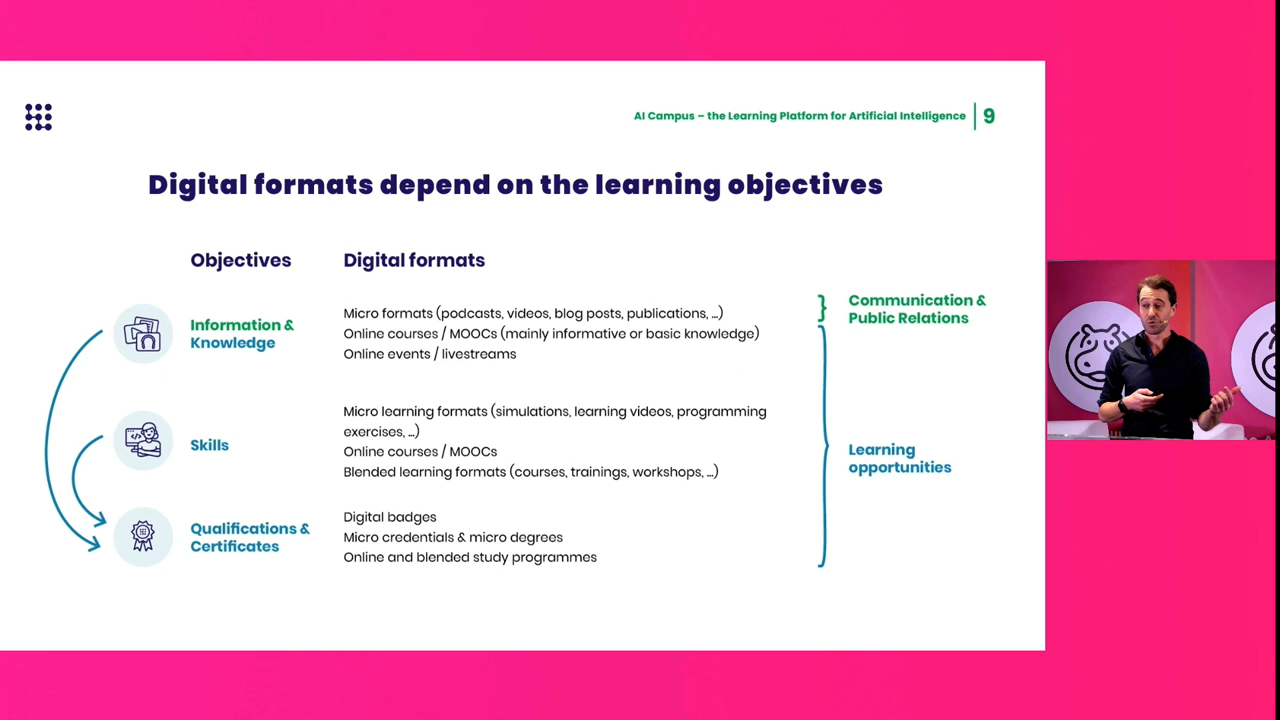 AI Campus – the Learning Platform for Artificial Intelligence
9
Digital formats depend on the learning objectives
Objectives
Digital formats
Information &
Knowledge
Micro formats (podcasts, videos, blog posts, publications, …)
Online courses / MOOCs (mainly informative or basic knowledge)
Online events / livestreams
Communication &
Public Relations
Skills
Micro learning formats (simulations, learning videos, programming
exercises, …)
Online courses / MOOCs
Blended learning formats (courses, trainings, workshops, …)
Learning
opportunities
Qualifications &
Certificates
Digital badges
Micro credentials & micro degrees
Online and blended study programmes